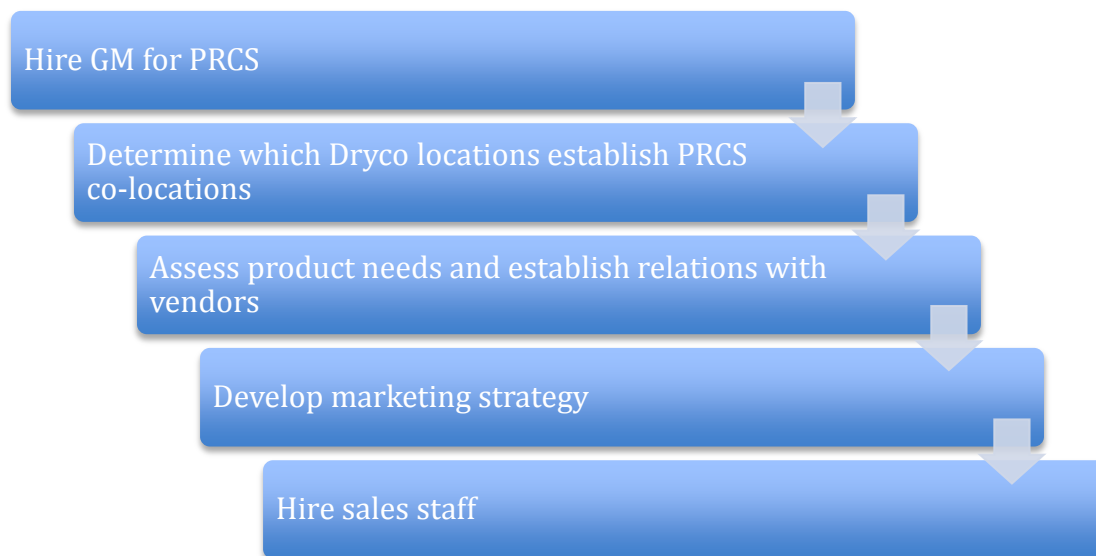 Hire GM for PRCS
Determine which Dryco locations establish PRCS
co-locations
Assess product needs and establish relations with
vendors
Develop marketing strategy
Hire sales staff